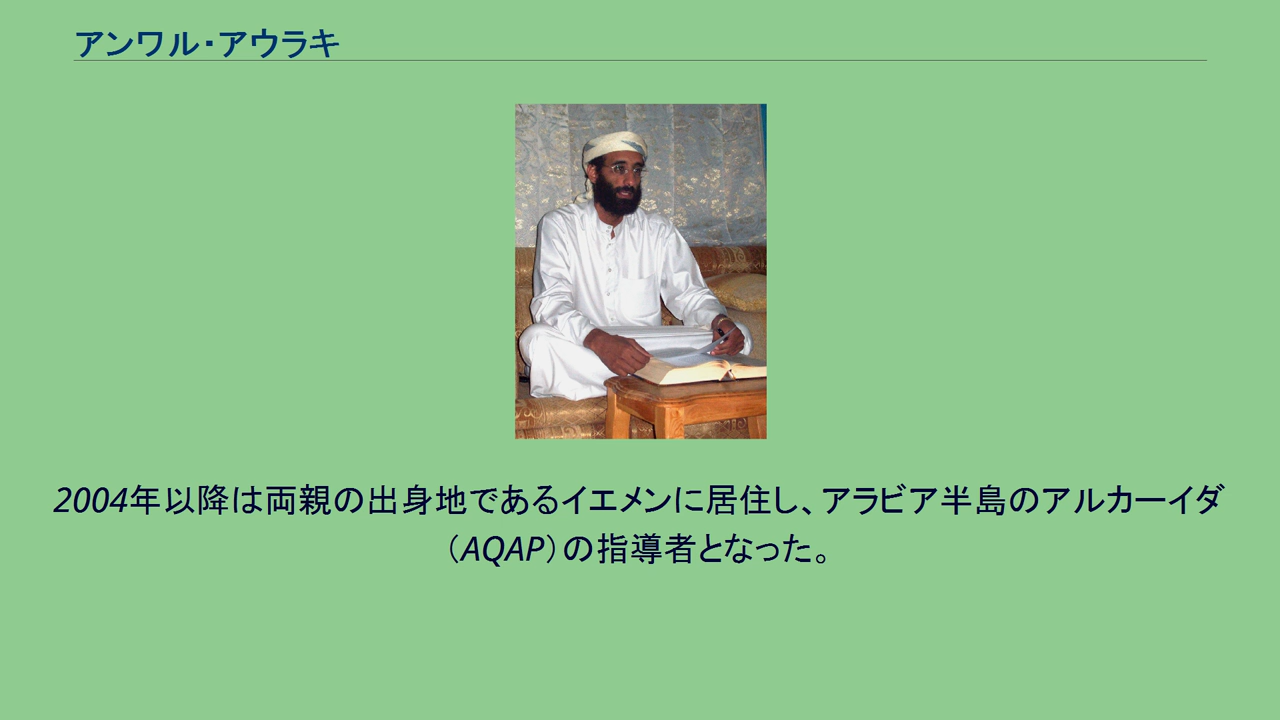 アンワル・アウラキ
2004年以降は両親の出身地であるイエメンに居住し、アラビア半島のアルカーイダ
（AQAP）の指導者となった。